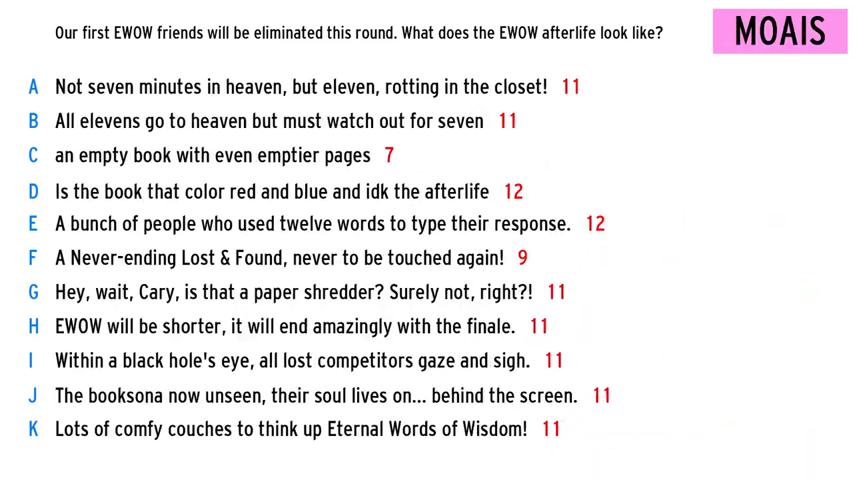 Our first EWOW friends will be eliminated this round. What does the EWOW afterlife look like?
MOAIS
A Not seven minutes in heaven, but eleven, rotting in the closet! 11
B All elevens go to heaven but must watch out for seven 11
C an empty book with even emptier pages 7
D Is the book that color red and blue and idk the afterlife 12
E A bunch of people who used twelve words to type their response. 12
F A Never-ending Lost & Found, never to be touched again! 9
G Hey, wait, Cary, is that a paper shredder? Surely not, right?! 11
H EWOW will be shorter, it will end amazingly with the finale. 11
I Within a black hole's eye, all lost competitors gaze and sigh. 11
J The booksona now unseen, their soul lives on... behind the screen. 11
K Lots of comfy couches to think up Eternal Words of Wisdom! 11